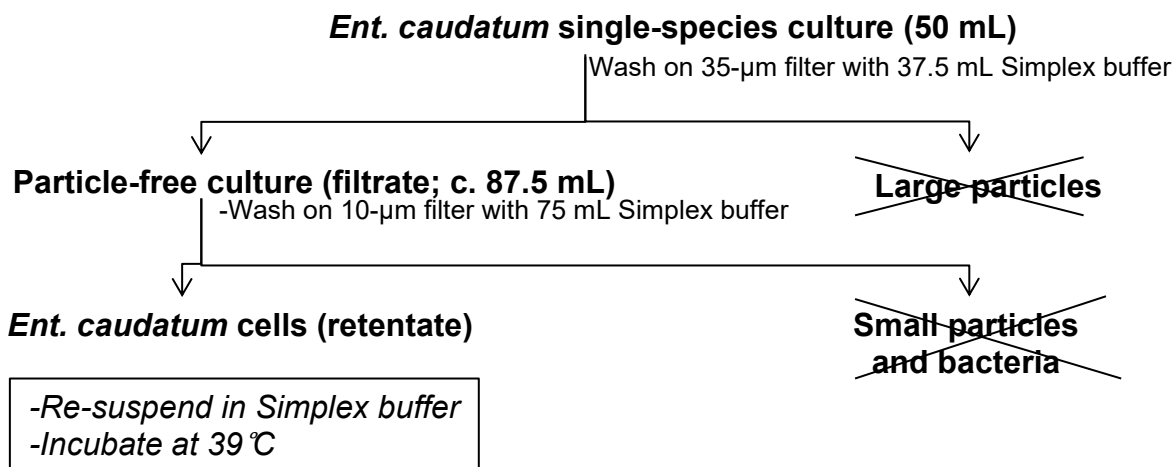 Ent. caudatum single-species culture (50 mL)
Wash on 35-µm filter with 37.5 mL Simplex buffer
Particle-free culture (filtrate; c. 87.5 mL)
Large particles
-Wash on 10-µm filter with 75 mL Simplex buffer
Ent. caudatum cells (retentate)
Small particles
and bacteria
-Re-suspend in Simplex buffer
-Incubate at 39℃